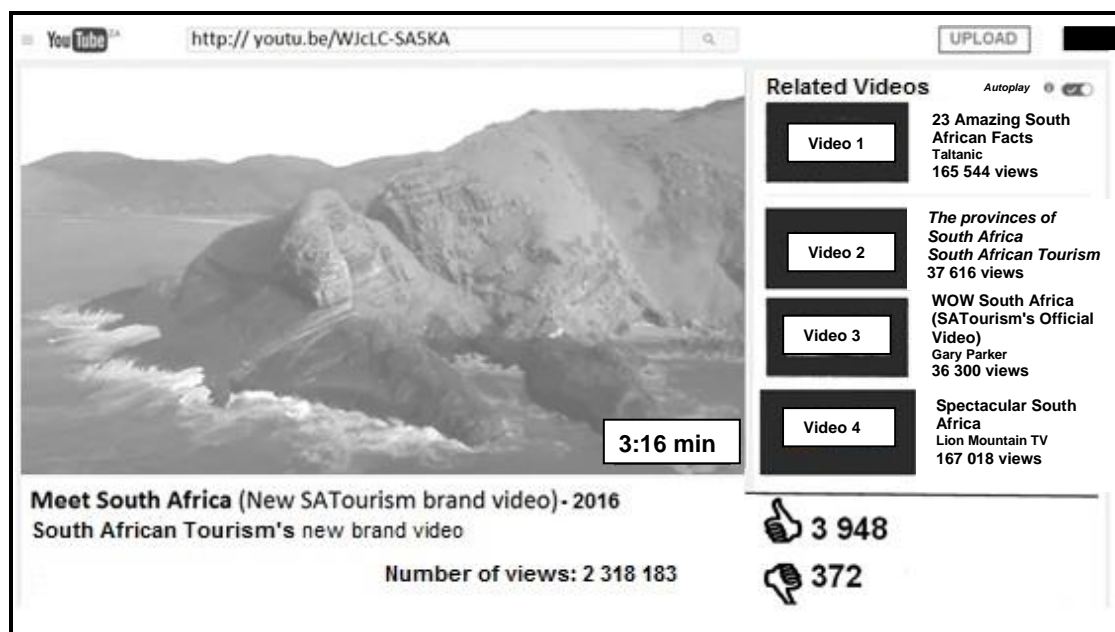 YouTube ZA
http:// youtu.be/WJcLC-SA5KA
UPLOAD
3:16 min
Meet South Africa (New SATourism brand video) - 2016
South African Tourism's new brand video
Number of views: 2 318 183
3 948
372
Related Videos
Autoplay
Video 1
23 Amazing South
African Facts
Taltanic
165 544 views
Video 2
The provinces of
South Africa
South African Tourism
37 616 views
Video 3
WOW South Africa
(SATourism's Official
Video)
Gary Parker
36 300 views
Video 4
Spectacular South
Africa
Lion Mountain TV
167 018 views